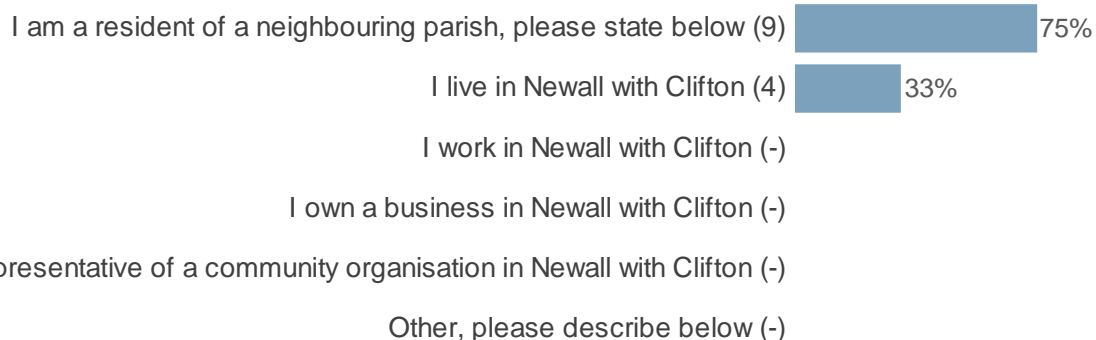 I am a resident of a neighbouring parish, please state below (9) 75%
I live in Newall with Clifton (4) 33%
I work in Newall with Clifton (-)
I own a business in Newall with Clifton (-)
of a community organisation in Newall with Clifton (-)
Other, please describe below (-)